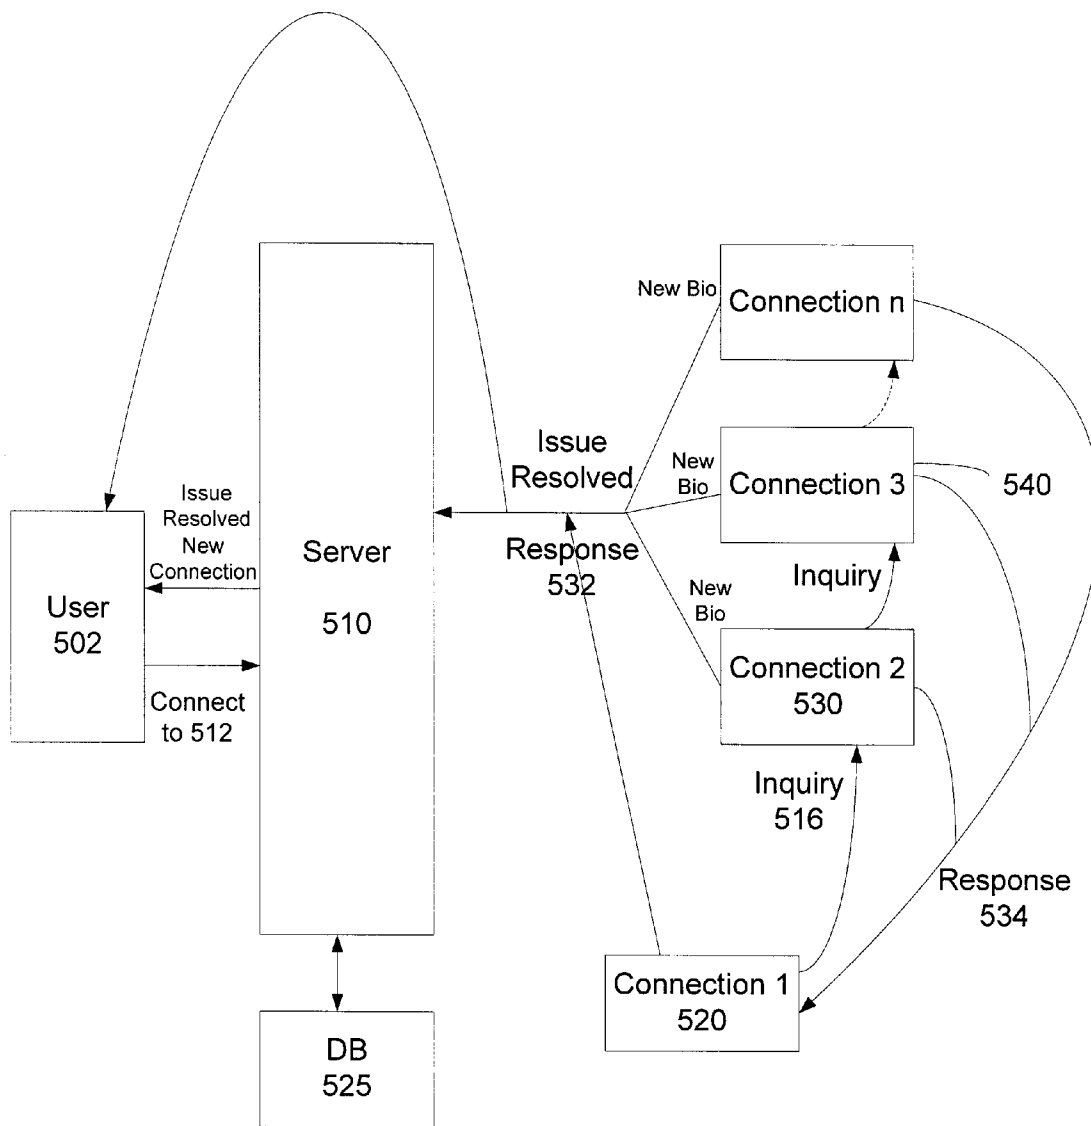 New Bio
Connection n
Issue
Resolved
New
Bio
Connection 3
540
Issue
Resolved
New
Connection
Server
510
Response
532
Inquiry
User
502
New
Bio
Connection 2
530
Connect
to 512
Inquiry
516
Response
534
Connection 1
520
DB
525